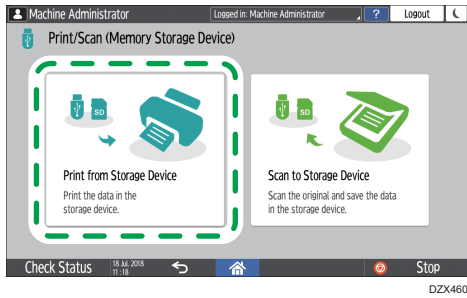 Machine Administrator
Logged in: Machine Administrator
?
Logout
Print/Scan (Memory Storage Device)
SD
Print from Storage Device
Print the data in the
storage device.
SD
Scan to Storage Device
Scan the original and save the data
in the storage device.
Check Status
18 Jul. 2018
11 : 18
Stop
DZX460